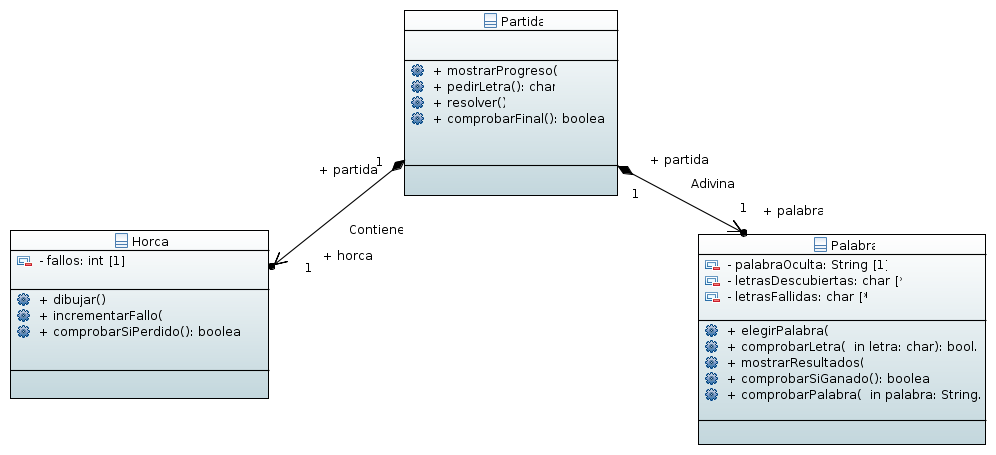 Partida
+ mostrarProgreso(
+ pedirLetra(): char
+ resolver()
+ comprobarFinal(): boolea
+ partida
1
Contiene
+ horca
1
+ partida
1
Adivina
1
+ palabra
Horca
- fallos: int [1]
+ dibujar()
+ incrementarFallo(
+ comprobarSiPerdido(): boolea
Palabra
- palabraOculta: String [1]
- letrasDescubiertas: char [*
- letrasFallidas: char [*
+ elegirPalabra(
+ comprobarLetra( in letra: char): bool.
+ mostrarResultados(
+ comprobarSiGanado(): boolea
+ comprobarPalabra( in palabra: String.